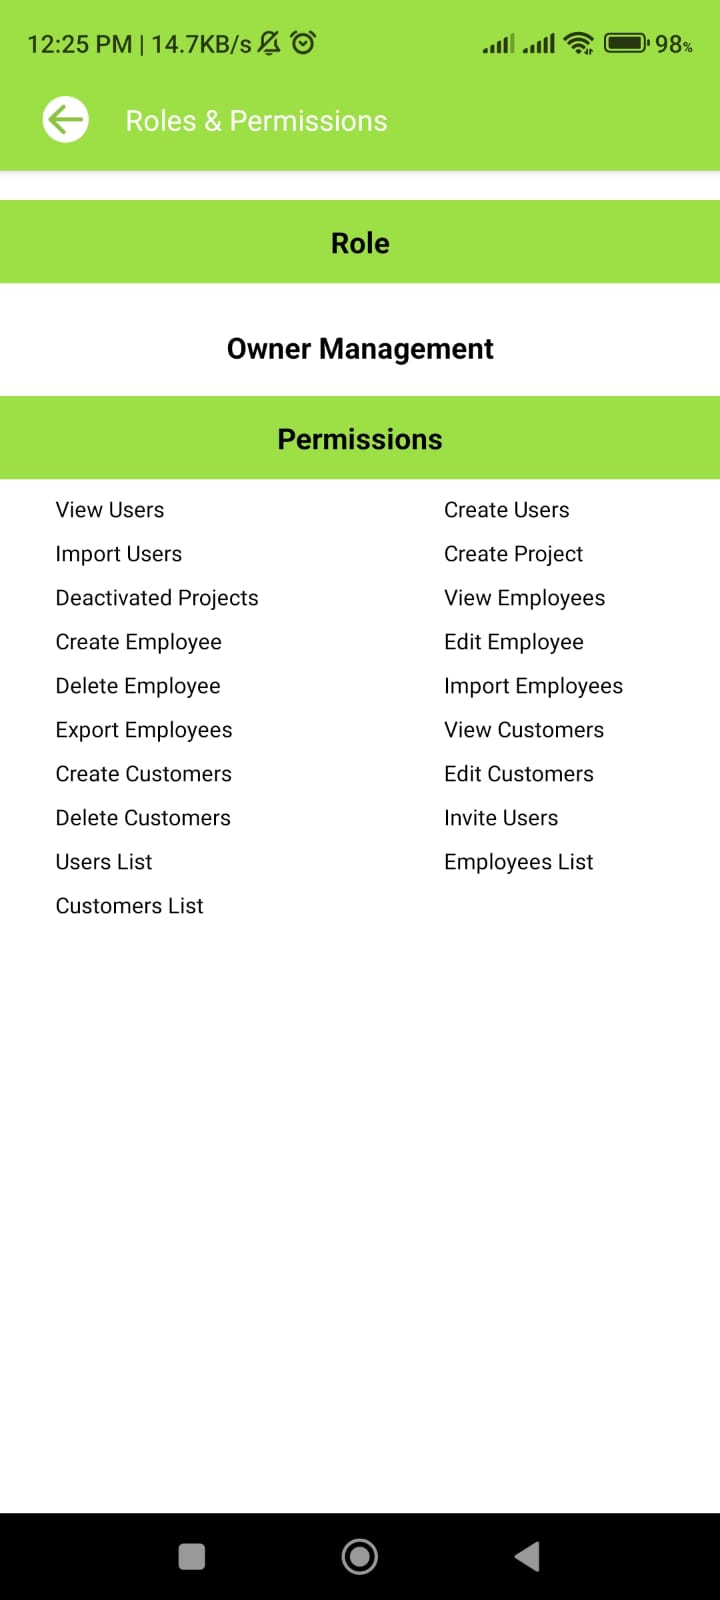 12:25 PM | 14.7KB/s 98%
Roles & Permissions
Role
Owner Management
Permissions
View Users Create Users
Import Users Create Project
Deactivated Projects View Employees
Create Employee Edit Employee
Delete Employee Import Employees
Export Employees View Customers
Create Customers Edit Customers
Delete Customers Invite Users
Users List Employees List
Customers List